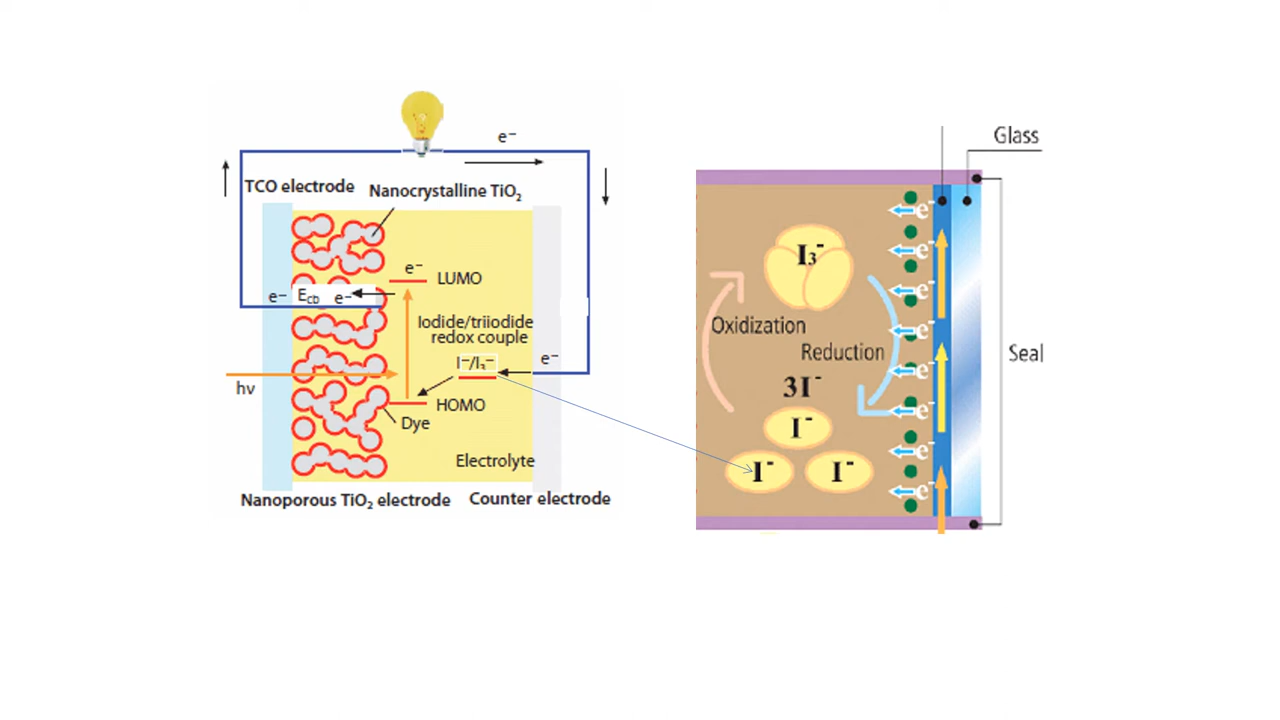 e⁻
TCO electrode
Nanocrystalline TiO₂
e⁻
LUMO
e⁻
E_cb
e⁻
Iodide/triiodide
redox couple
I⁻/I₃⁻
e⁻
hν
HOMO
Dye
Electrolyte
Nanoporous TiO₂ electrode
Counter electrode
Glass
e⁻
e⁻
I₃⁻
e⁻
Oxidization
e⁻
Reduction
Seal
e⁻
3I⁻
e⁻
I⁻
e⁻
I⁻
I⁻
e⁻